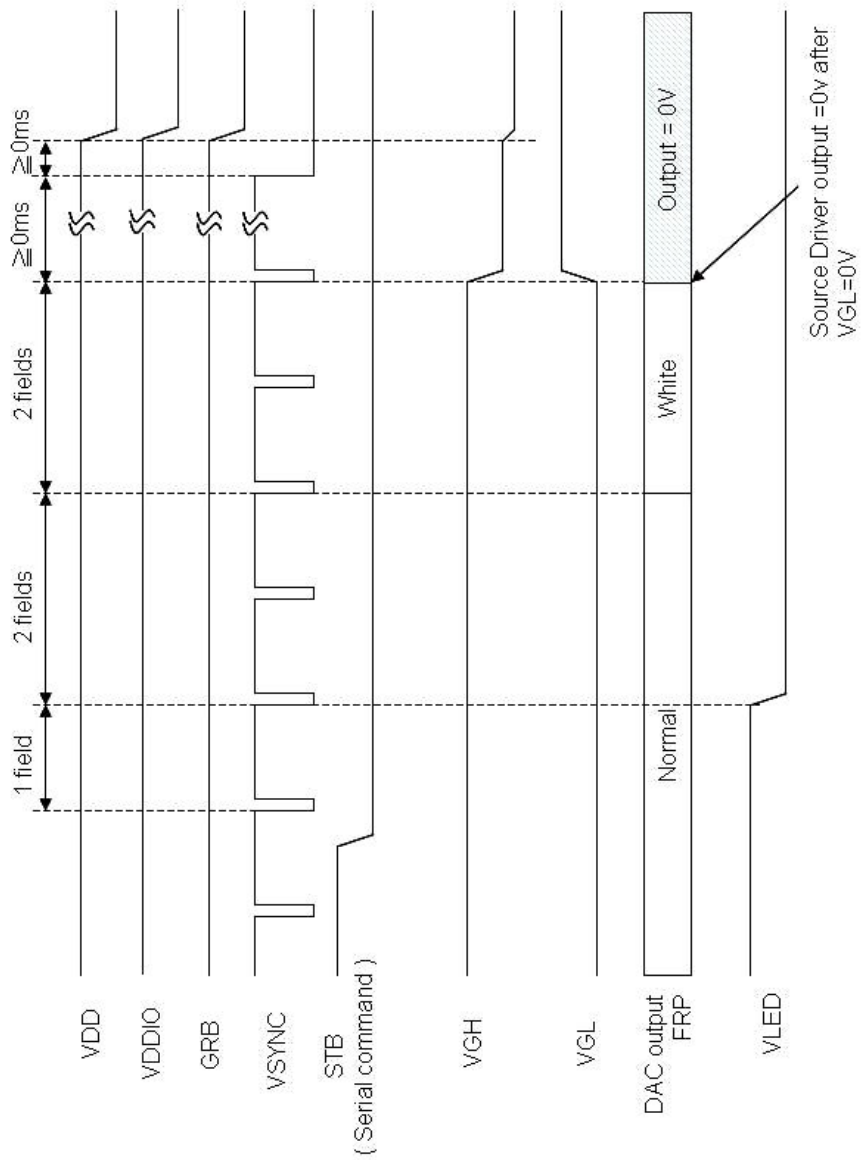 1 field
2 fields
2 fields
≧0ms
≧0ms
VDD
VDDIO
GRB
VSYNC
STB
( Serial command )
VGH
VGL
DAC output
FRP
Normal
White
Output = 0V
VLED
Source Driver output =0v after
VGL=0V